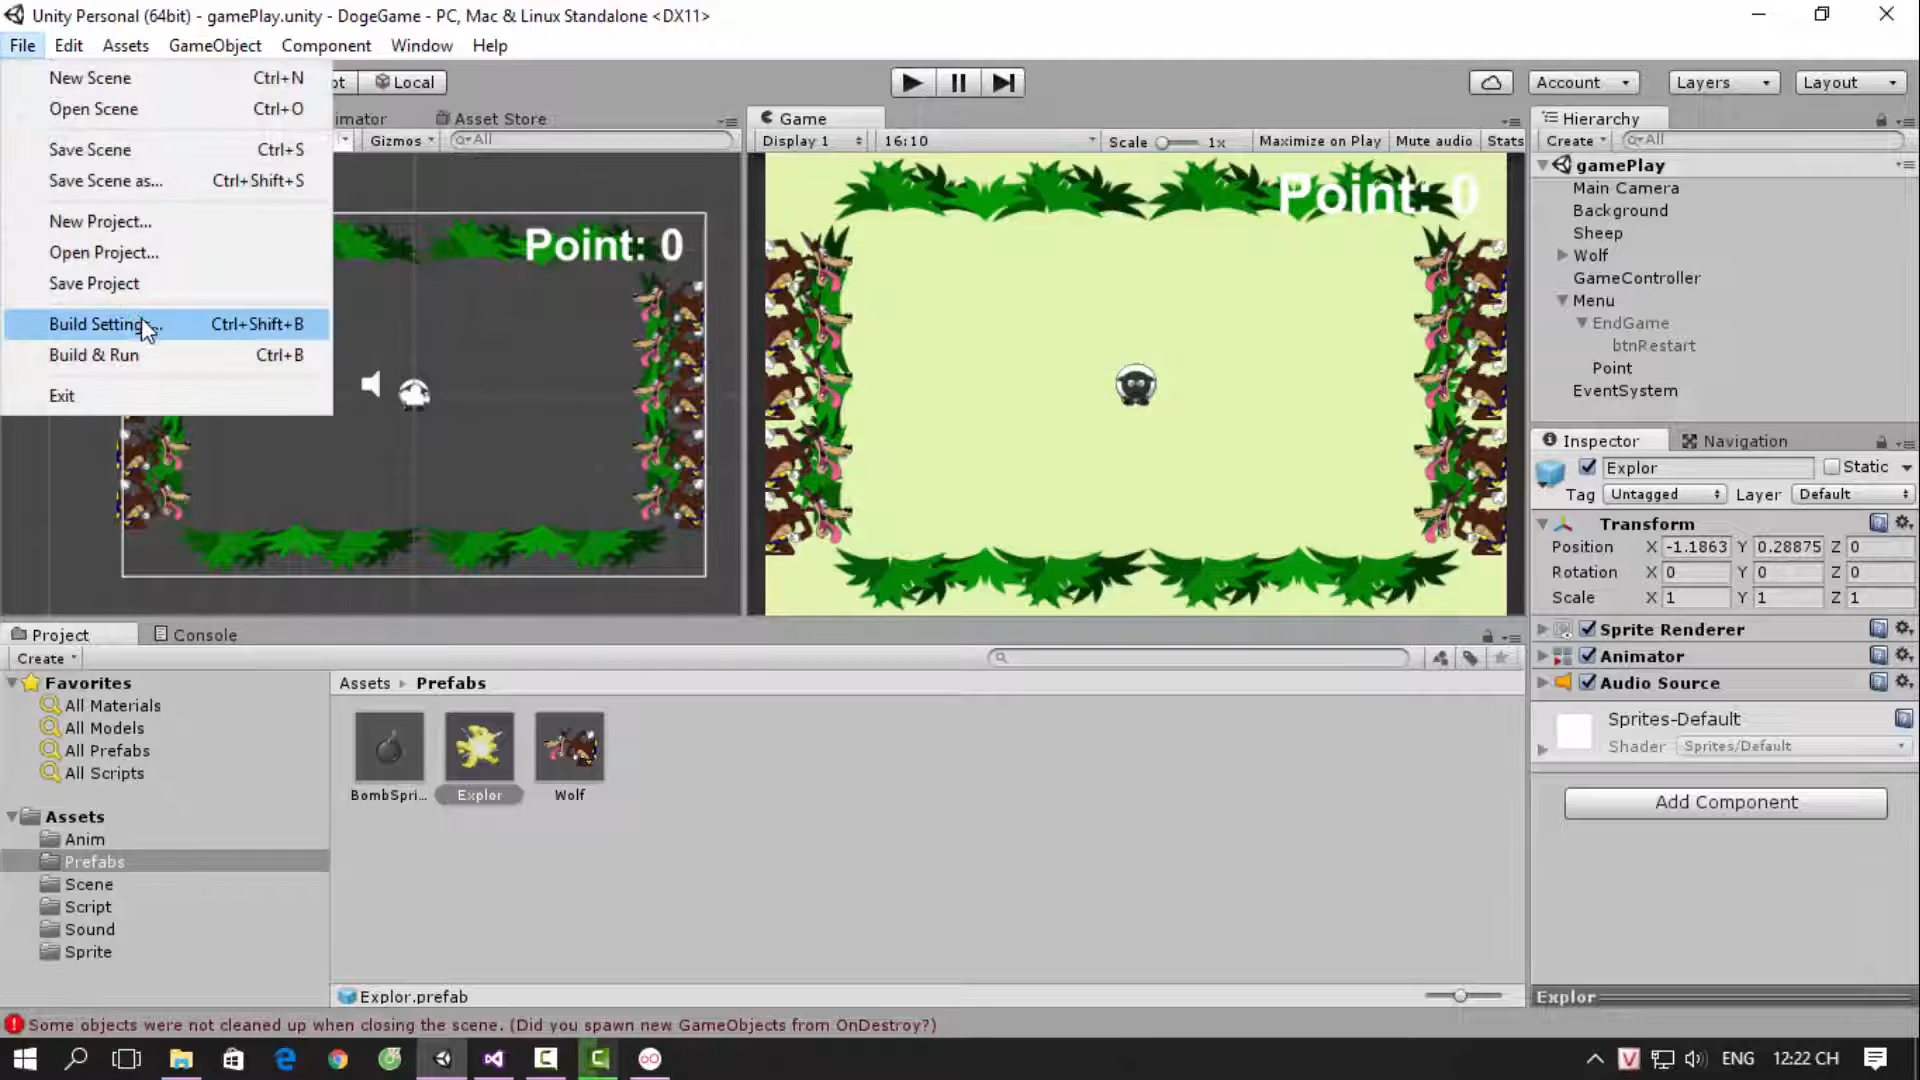 Unity Personal (64bit) - gamePlay.unity - DogeGame - PC, Mac & Linux Standalone <DX11>
File Edit Assets GameObject Component Window Help
New Scene Ctrl+N
Open Scene Ctrl+O
Save Scene Ctrl+S
Save Scene as... Ctrl+Shift+S
New Project...
Open Project...
Save Project
Build Settings... Ctrl+Shift+B
Build & Run Ctrl+B
Exit
ot Local
Account Layers Layout
imator Asset Store
Gizmos All
Point: 0
Game
Display 1 16:10 Scale 1x Maximize on Play Mute audio Stats
Point: 0
Hierarchy
Create All
gamePlay
Main Camera
Background
Sheep
Wolf
GameController
Menu
EndGame
btnRestart
Point
EventSystem
Inspector Navigation
Explor Static
Tag Untagged Layer Default
Transform
Position X -1.1863 Y 0.28875 Z 0
Rotation X 0 Y 0 Z 0
Scale X 1 Y 1 Z 1
Sprite Renderer
Animator
Audio Source
Sprites-Default
Shader Sprites/Default
Add Component
Explor
Project Console
Create
Favorites
All Materials
All Models
All Prefabs
All Scripts
Assets
Anim
Prefabs
Scene
Script
Sound
Sprite
Assets Prefabs
BombSpri... Explor Wolf
Explor.prefab
Some objects were not cleaned up when closing the scene. (Did you spawn new GameObjects from OnDestroy?)
ENG 12:22 CH